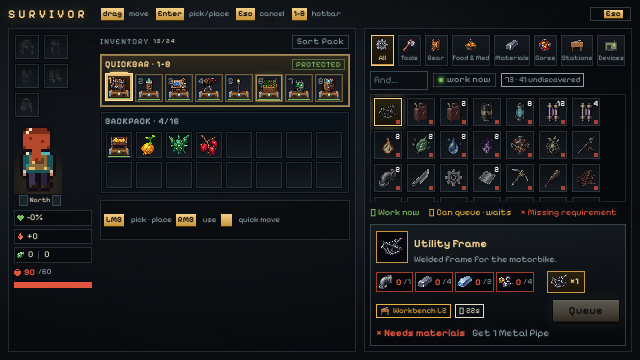 SURVIVOR drag move Enter pick/place Esc cancel 1-8 hotbar Esc
INVENTORY 12/24 Sort Pack
QUICKBAR · 1-8 PROTECTED
BACKPACK · 4/16
North
-0%
+0
0 | 0
90 /60
LMB pick · place RMB use quick move
All Tools Gear Food & Med Materials Cores Stations Devices
Find... work now 73 · 41 undiscovered
Work now Can queue · waits × Missing requirement
Utility Frame
Welded frame for the motorbike.
0/1 0/4 0/2 0/4 ×1
Workbench L2 22s Queue
× Needs materials Get 1 Metal Pipe